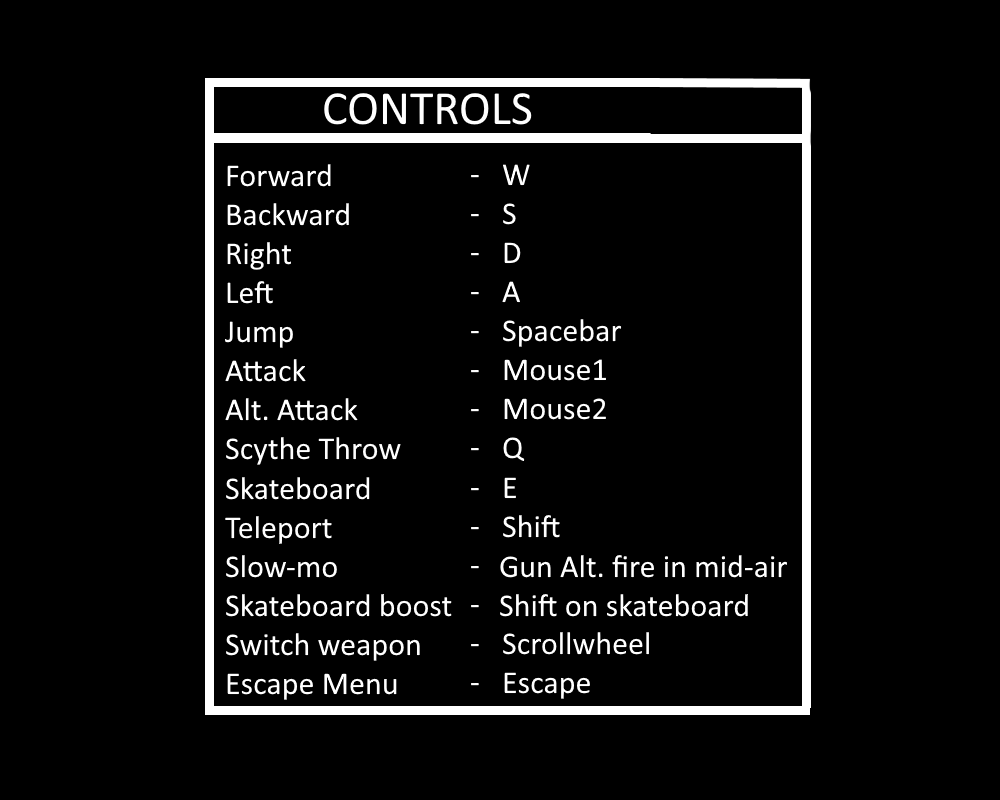 CONTROLS
Forward - W
Backward - S
Right - D
Left - A
Jump - Spacebar
Attack - Mouse1
Alt. Attack - Mouse2
Scythe Throw - Q
Skateboard - E
Teleport - Shift
Slow-mo - Gun Alt. fire in mid-air
Skateboard boost - Shift on skateboard
Switch weapon - Scrollwheel
Escape Menu - Escape